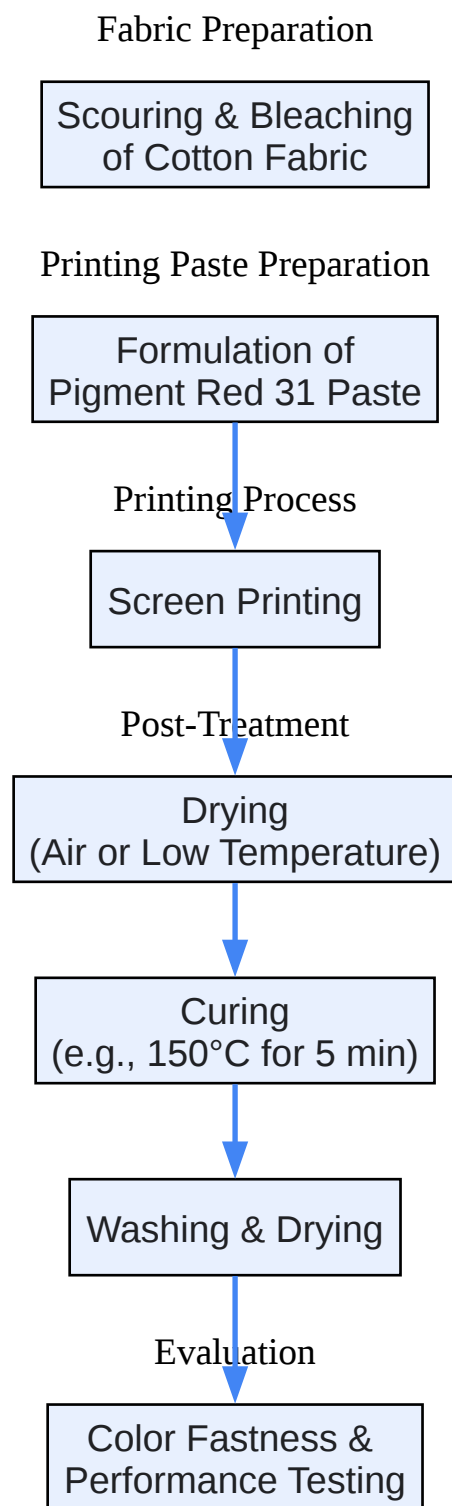 Fabric Preparation
Scouring & Bleaching
of Cotton Fabric
Printing Paste Preparation
Formulation of
Pigment Red 31 Paste
Printing Process
Screen Printing
Post-Treatment
Drying
(Air or Low Temperature)
Curing
(e.g., 150°C for 5 min)
Washing & Drying
Evaluation
Color Fastness &
Performance Testing